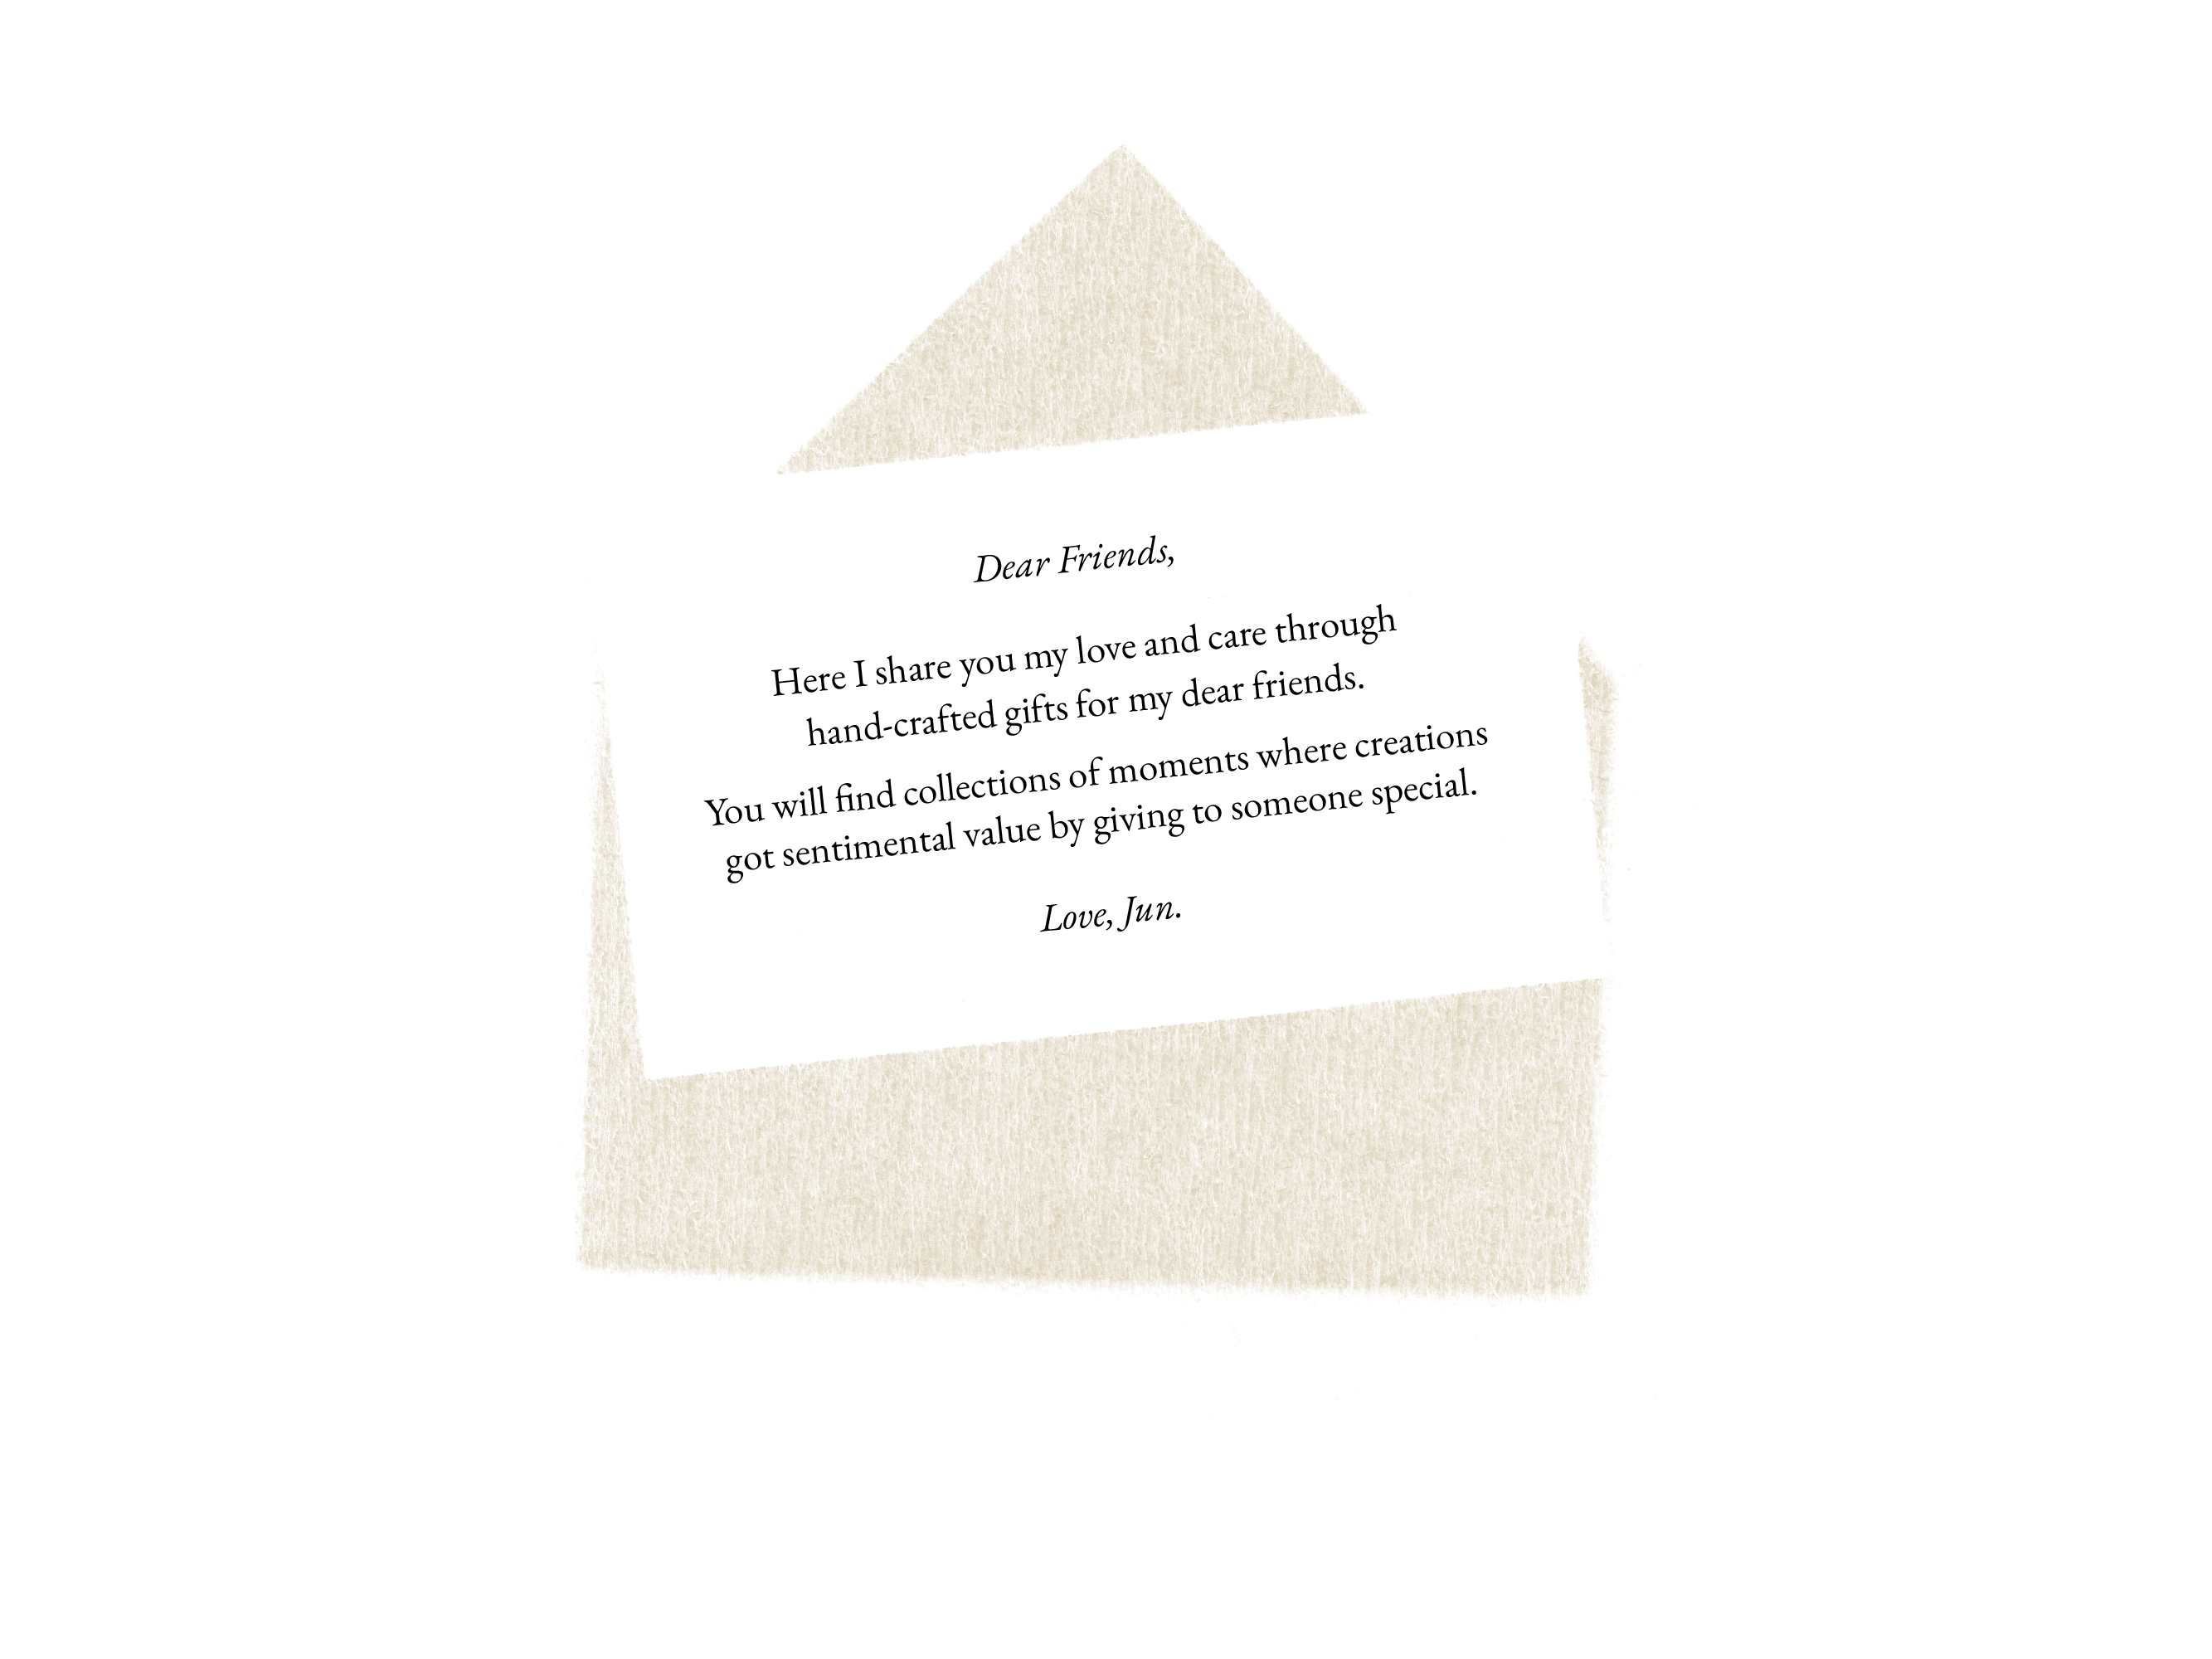 Dear Friends,
Here I share you my love and care through
hand-crafted gifts for my dear friends.
You will find collections of moments where creations
got sentimental value by giving to someone special.
Love, Jun.